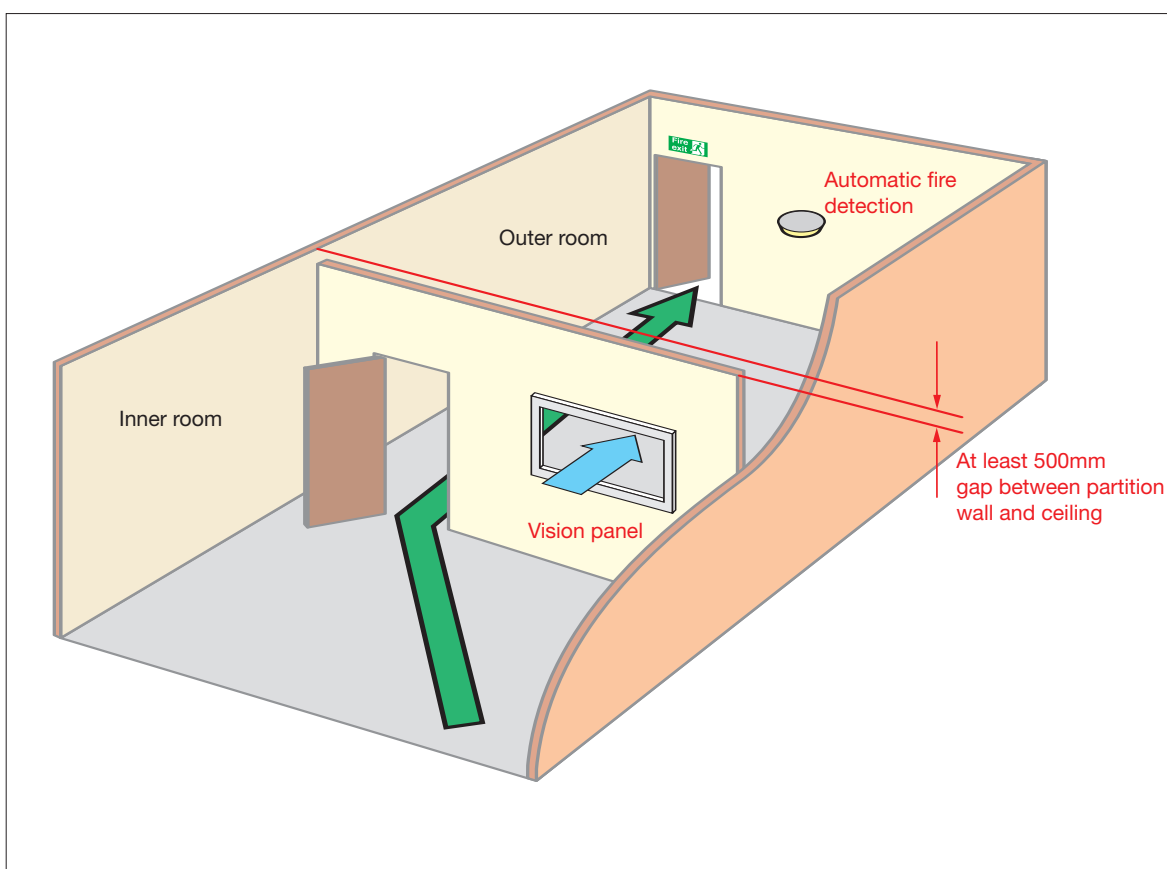 Fire
exit
Automatic fire
detection
Outer room
Inner room
Vision panel
At least 500mm
gap between partition
wall and ceiling